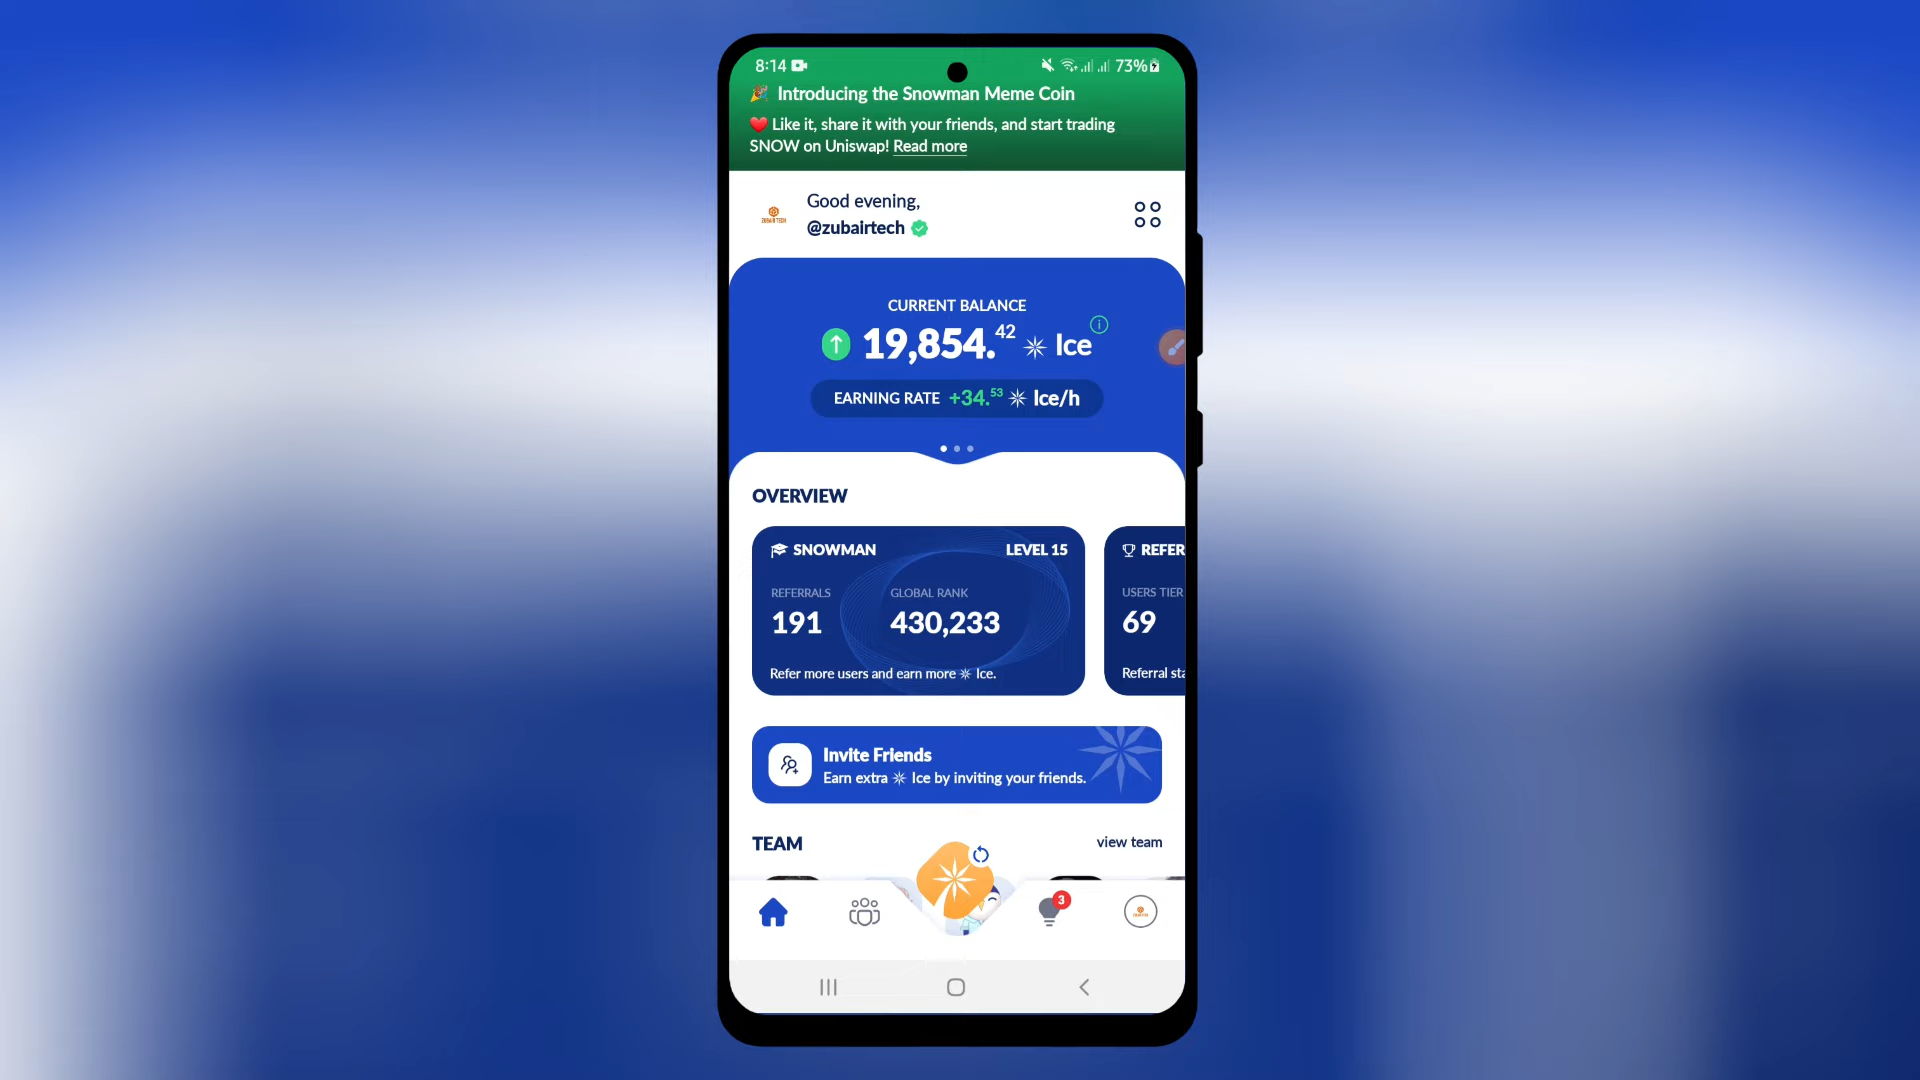 8:14
73%
🎉 Introducing the Snowman Meme Coin
❤️ Like it, share it with your friends, and start trading
SNOW on Uniswap! Read more
ZUBAIR TECH
Good evening,
@zubairtech
CURRENT BALANCE
19,854.42 Ice
EARNING RATE +34.53 Ice/h
OVERVIEW
SNOWMAN LEVEL 15
REFERRALS GLOBAL RANK
191 430,233
Refer more users and earn more Ice.
REFER
USERS TIER
69
Referral sta
Invite Friends
Earn extra Ice by inviting your friends.
TEAM view team
3